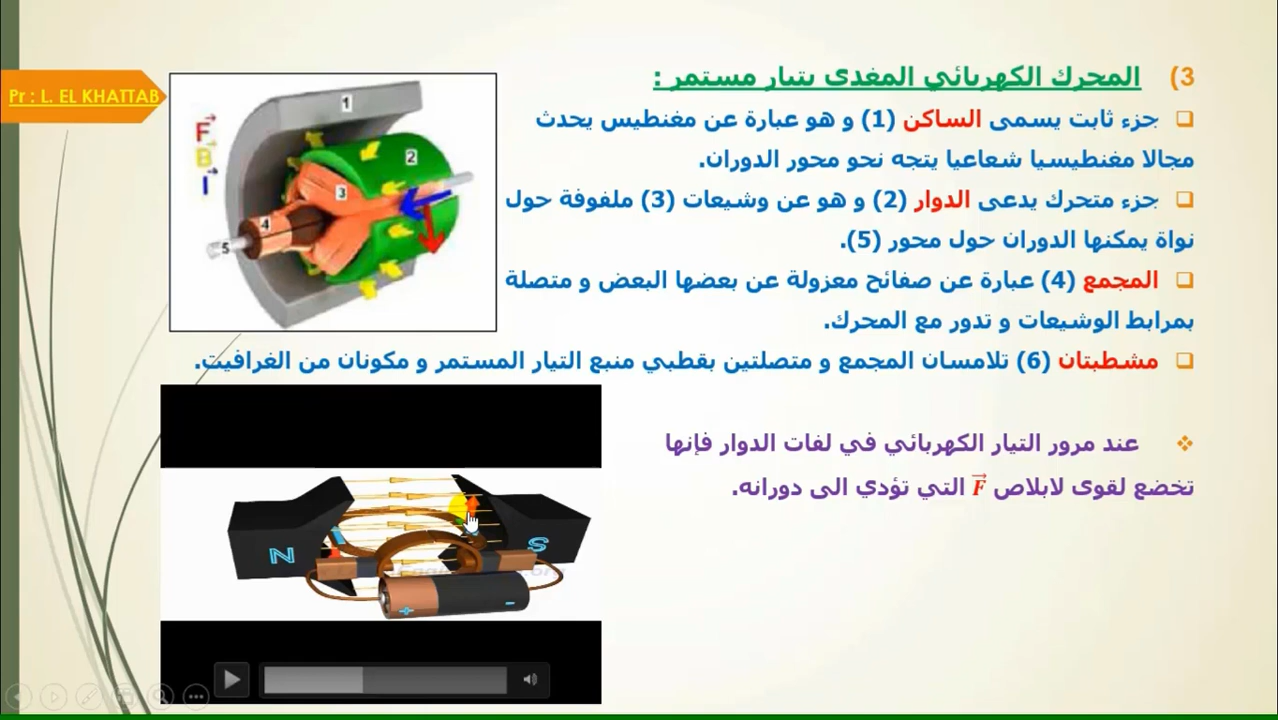 Pr : L. EL KHATTAB
3) المحرك الكهربائي المغدى بتيار مستمر :
جزء ثابت يسمى الساكن (1) و هو عبارة عن مغنطيس يحدث
مجالا مغنطيسيا شعاعيا يتجه نحو محور الدوران.
جزء متحرك يدعى الدوار (2) و هو عن وشيعات (3) ملفوفة حول
نواة يمكنها الدوران حول محور (5).
المجمع (4) عبارة عن صفائح معزولة عن بعضها البعض و متصلة
بمرابط الوشيعات و تدور مع المحرك.
مشطبتان (6) تلامسان المجمع و متصلتين بقطبي منبع التيار المستمر و مكونان من الغرافيت.
عند مرور التيار الكهربائي في لفات الدوار فإنها
تخضع لقوى لابلاص F التي تؤدي الى دورانه.
F
B
I
1
2
3
4
5
N
S
+
-